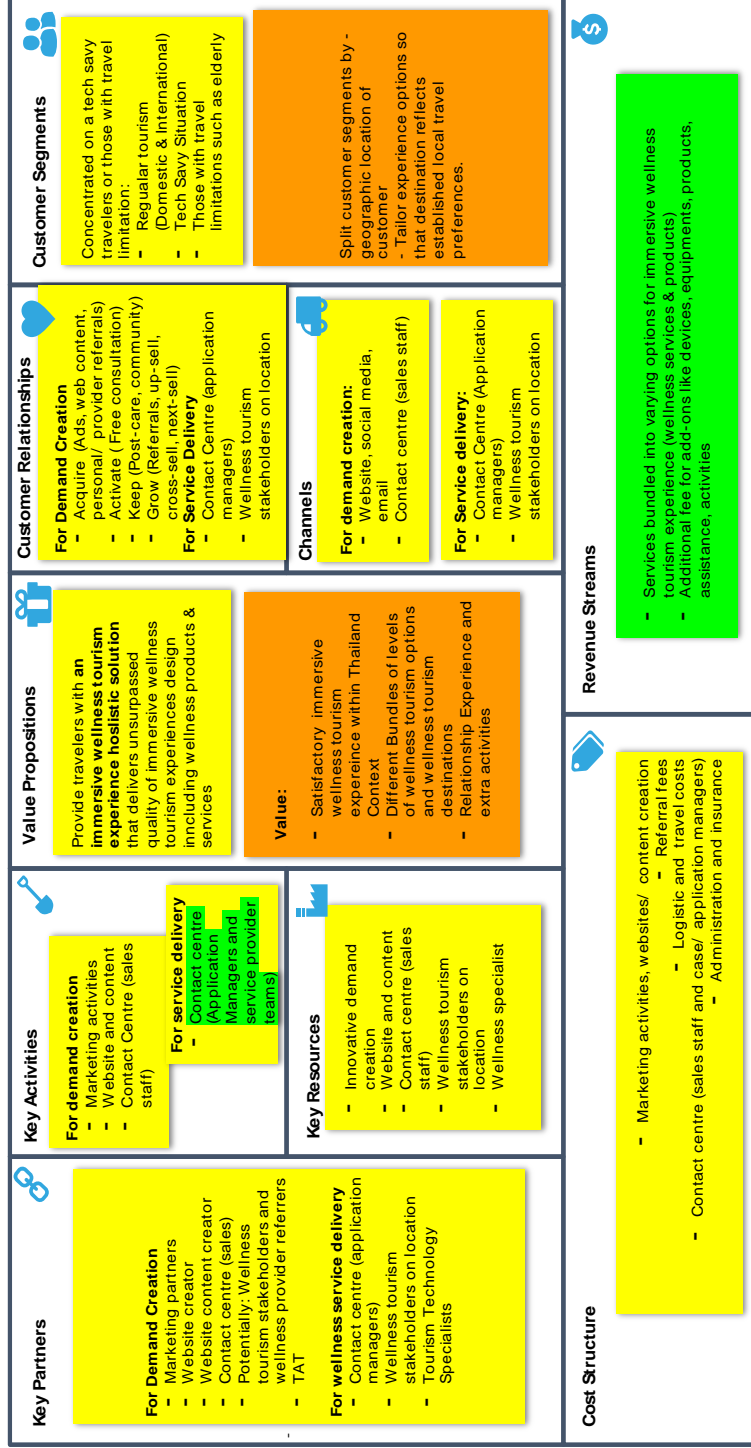 Key Partners
For Demand Creation
- Marketing partners
- Website creator
- Website content creator
- Contact centre (sales)
- Potentially: Wellness
tourism stakeholders and
wellness provider referrers
- TAT
For wellness service delivery
- Contact centre (application
managers)
- Wellness tourism
stakeholders on location
- Tourism Technology
Specialists
-
Key Activities
For demand creation
- Marketing activities
- Website and content
- Contact Centre (sales
staff)
For service delivery
- Contact centre
(Application
Managers and
service provider
teams)
Key Resources
- Innovative demand
creation
- Website and content
- Contact centre (sales
staff)
- Wellness tourism
stakeholders on
location
- Wellness specialist
Value Propositions
Provide travelers with an
immersive wellness tourism
experience hoslistic solution
that delivers unsurpassed
quality of immersive wellness
tourism experiences design
inncluding wellness products &
services
Value:
- Satisfactory immersive
wellness tourism
expereince within Thailand
Context
- Different Bundles of levels
of wellness tourism options
and wellness tourism
destinations
- Relationship Experience and
extra activities
Customer Relationships
For Demand Creation
- Acquire (Ads, web content,
personal/ provider referrals)
- Activate ( Free consultation)
- Keep (Post-care, community)
- Grow (Referrals, up-sell,
cross-sell, next-sell)
For Service Delivery
- Contact Centre (application
managers)
- Wellness tourism
stakeholders on location
Channels
For demand creation:
- Website, social media,
email
- Contact centre (sales staff)
For Service delivery:
- Contact Centre (Application
managers)
- Wellness tourism
stakeholders on location
Customer Segments
Concentrated on a tech savy
travelers or those with travel
limitation:
- Regualar tourism
(Domestic & International)
- Tech Savy Situation
- Those with travel
limitations such as elderly
Split customer segments by -
geographic location of
customer
- Tailor experience options so
that destination reflects
established local travel
preferences.
Cost Structure
- Marketing activities, websites/ content creation
- Referral fees
- Logistic and travel costs
- Contact centre (sales staff and case/ application managers)
- Administration and insurance
Revenue Streams
- Services bundled into varying options for immersive wellness
tourism experience (wellness services & products)
- Additional fee for add-ons like devices, equipments, products,
assistance, activities